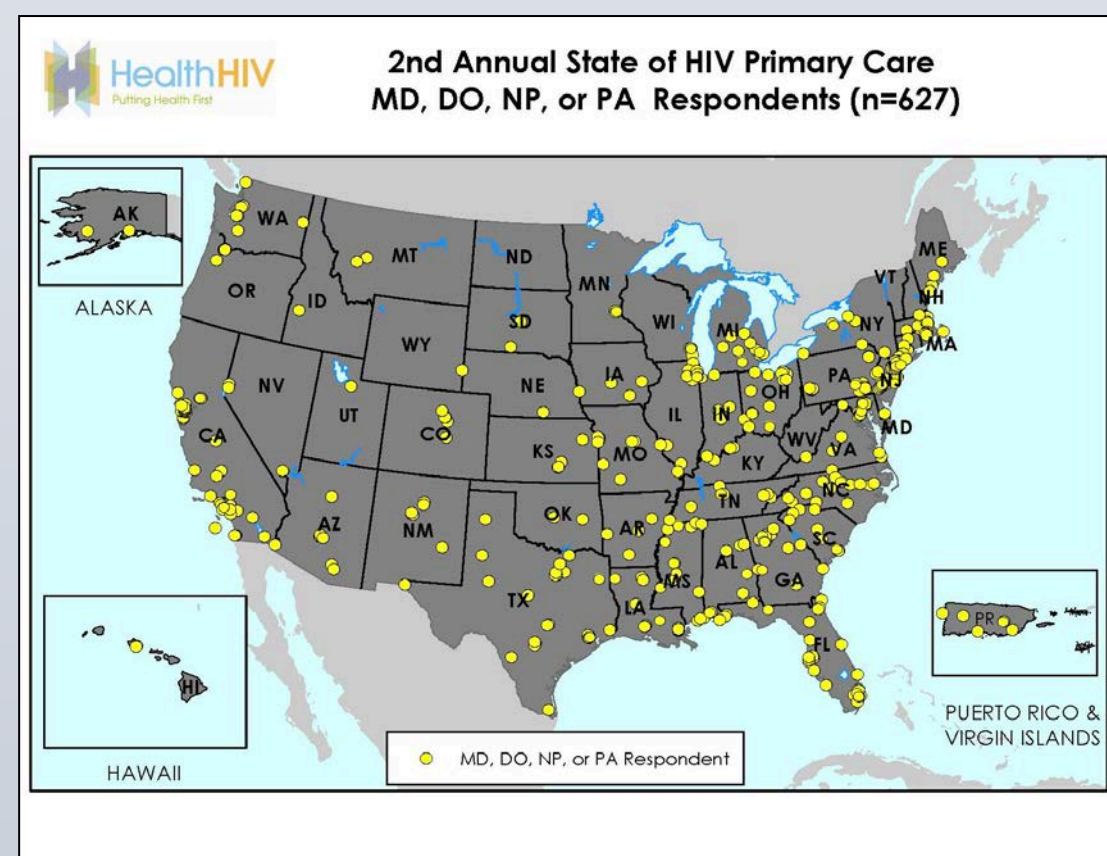 HealthHIV
Putting Health First
2nd Annual State of HIV Primary Care
MD, DO, NP, or PA Respondents (n=627)
AK
ALASKA
WA
MT
ND
MN
ME
VT
NH
OR
ID
SD
WI
MI
NY
MA
WY
NE
IA
PA
NJ
NV
UT
IL
IN
OH
MD
CA
CO
KS
MO
WV
VA
KY
AZ
NM
OK
AR
TN
NC
SC
TX
LA
MS
AL
GA
FL
HI
HAWAII
PR
PUERTO RICO &
VIRGIN ISLANDS
MD, DO, NP, or PA Respondent